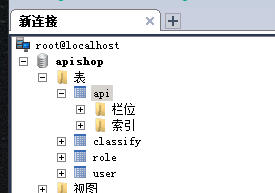 新连接
root@localhost
apishop
表
api
栏位
索引
classify
role
user
视图